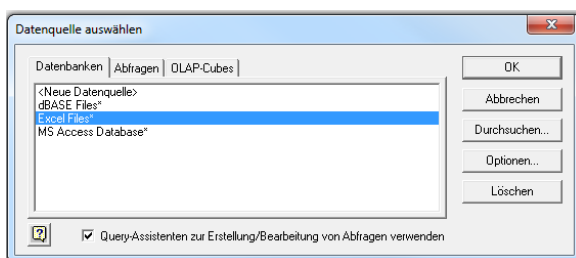 Datenquelle auswählen
Datenbanken Abfragen OLAP-Cubes
<Neue Datenquelle>
dBASE Files*
Excel Files*
MS Access Database*
OK
Abbrechen
Durchsuchen...
Optionen...
Löschen
Query-Assistenten zur Erstellung/Bearbeitung von Abfragen verwenden